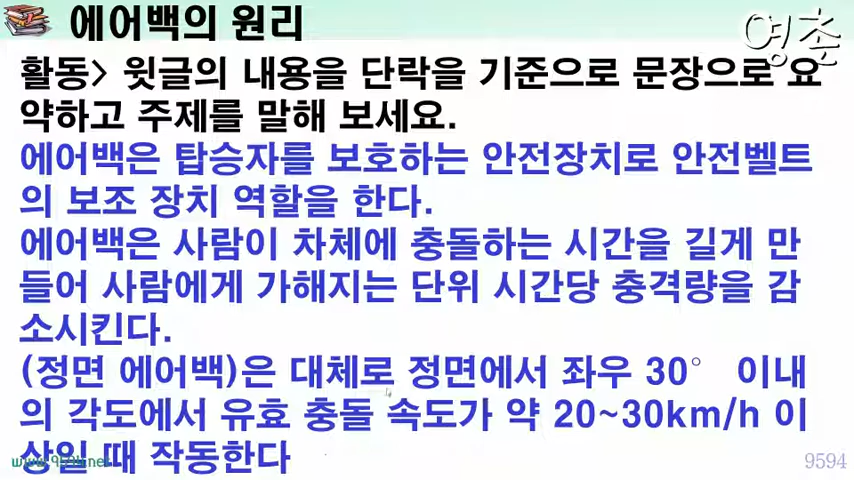 에어백의 원리
영촌
활동> 윗글의 내용을 단락을 기준으로 문장으로 요
약하고 주제를 말해 보세요.
에어백은 탑승자를 보호하는 안전장치로 안전벨트
의 보조 장치 역할을 한다.
에어백은 사람이 차체에 충돌하는 시간을 길게 만
들어 사람에게 가해지는 단위 시간당 충격량을 감
소시킨다.
(정면 에어백)은 대체로 정면에서 좌우 30° 이내
의 각도에서 유효 충돌 속도가 약 20~30km/h 이
상일 때 작동한다
www.9594.net
9594